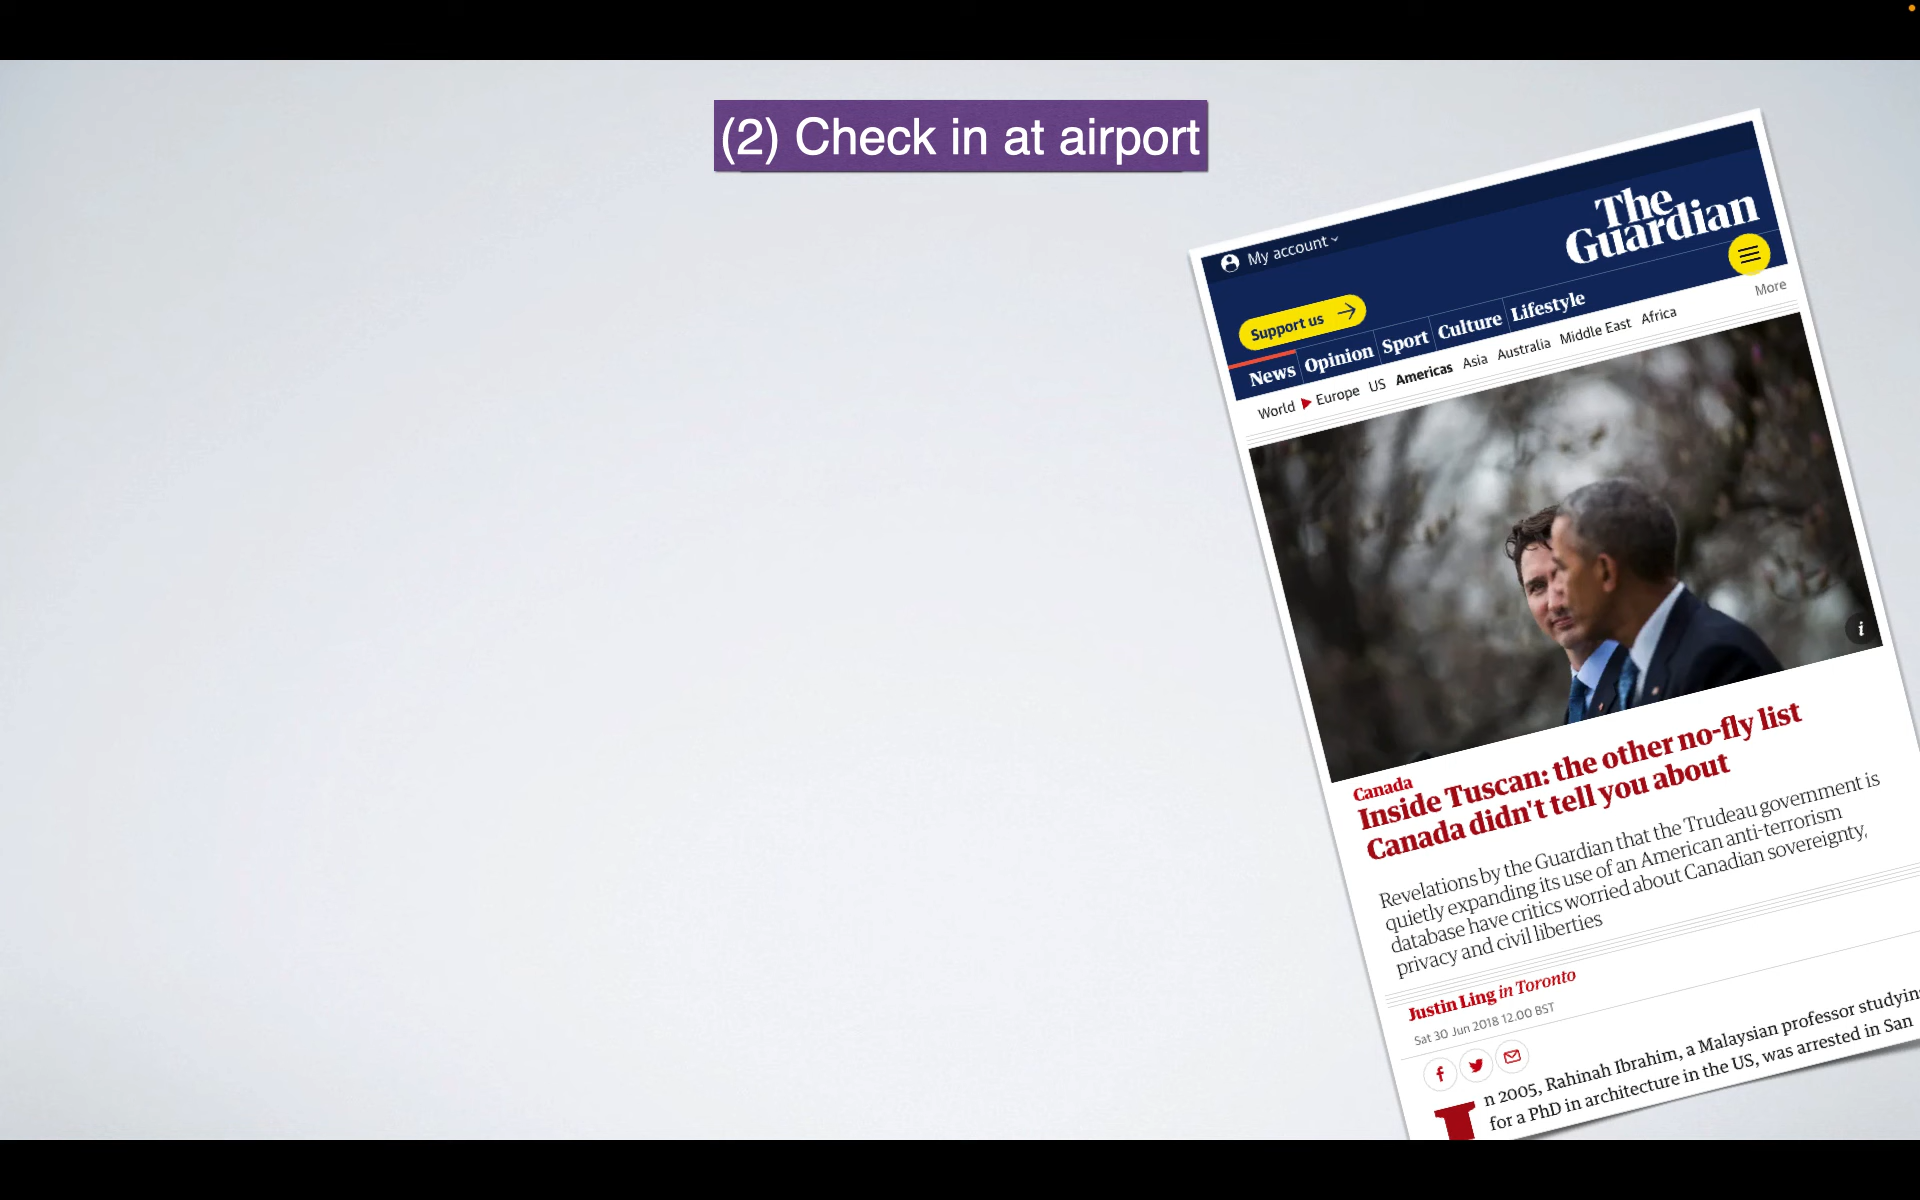 (2) Check in at airport
My account
The
Guardian
Support us
News Opinion Sport Culture Lifestyle
More
World Europe US Americas Asia Australia Middle East Africa
i
Canada
Inside Tuscan: the other no-fly list
Canada didn't tell you about
Revelations by the Guardian that the Trudeau government is
quietly expanding its use of an American anti-terrorism
database have critics worried about Canadian sovereignty,
privacy and civil liberties
Justin Ling in Toronto
Sat 30 Jun 2018 12.00 BST
In 2005, Rahinah Ibrahim, a Malaysian professor studying
for a PhD in architecture in the US, was arrested in San